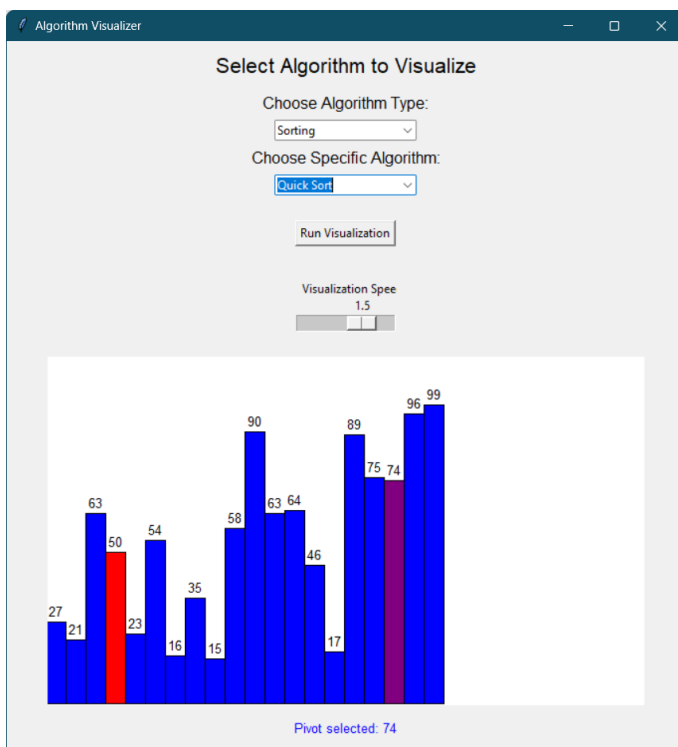 Algorithm Visualizer
Select Algorithm to Visualize
Choose Algorithm Type:
Sorting
Choose Specific Algorithm:
Quick Sort
Run Visualization
Visualization Spee
1.5
27 21 63 50 23 54 16 35 15 58 90 63 64 46 17 89 75 74 96 99
Pivot selected: 74